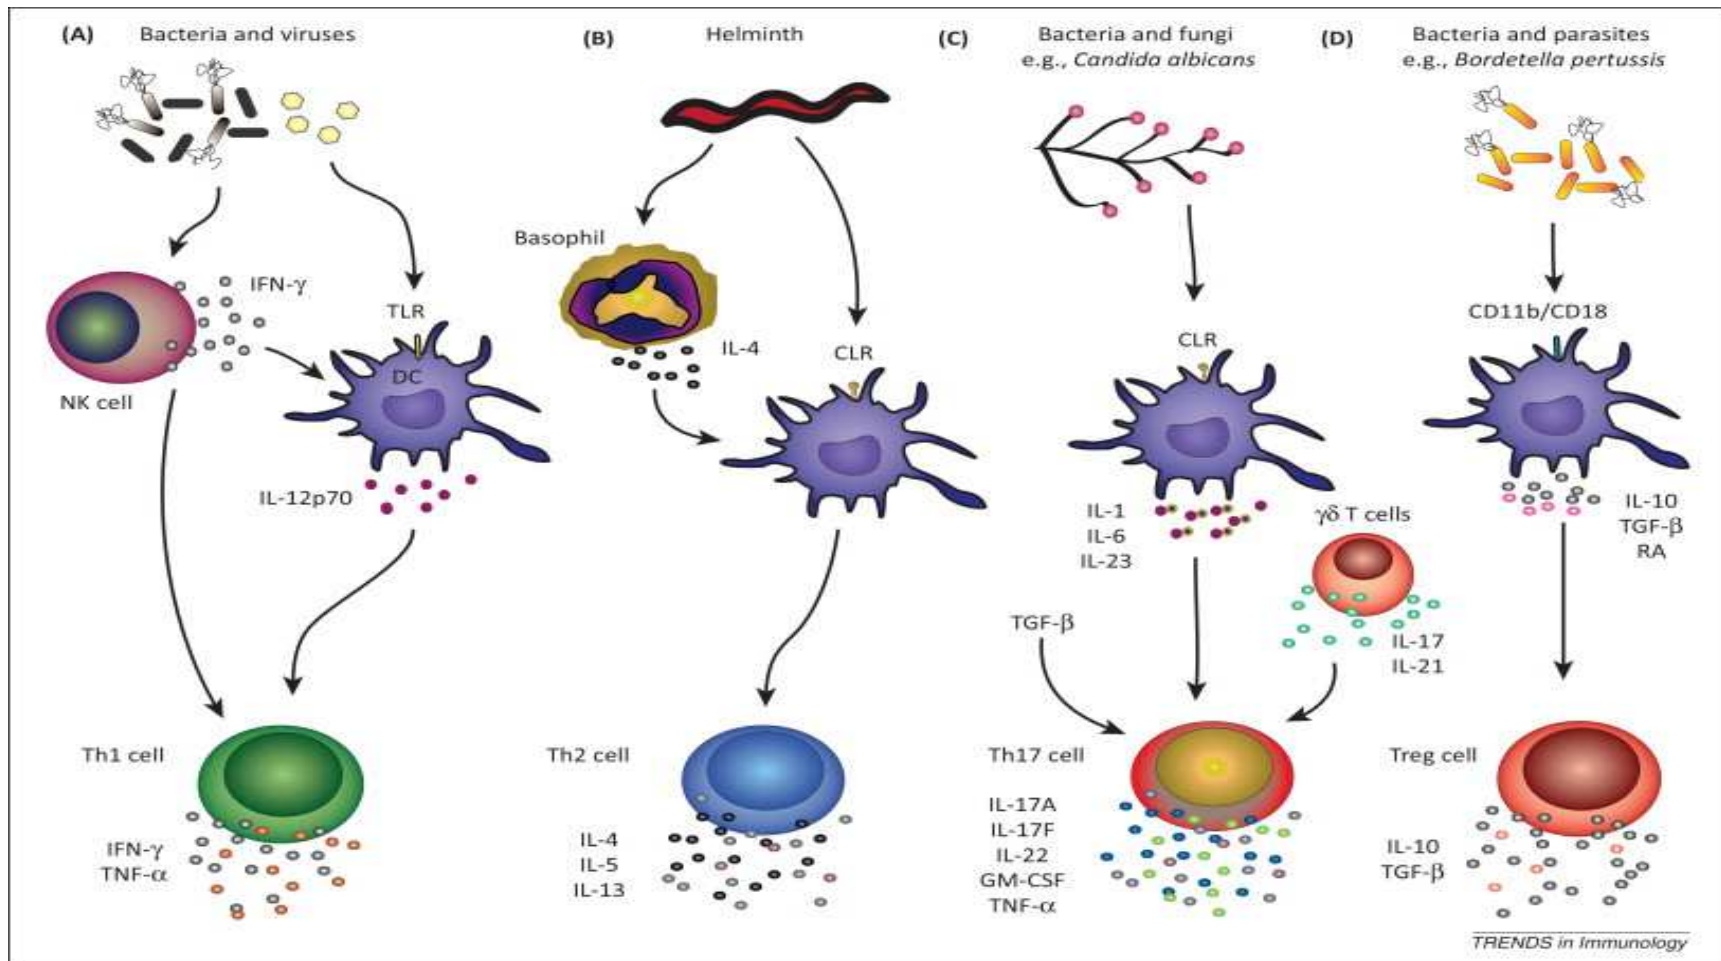 (A) Bacteria and viruses
IFN-γ
TLR
DC
NK cell
IL-12p70
Th1 cell
IFN-γ
TNF-α
(B) Helminth
Basophil
IL-4
CLR
Th2 cell
IL-4
IL-5
IL-13
(C) Bacteria and fungi
e.g., Candida albicans
CLR
IL-1
IL-6
IL-23
γδ T cells
TGF-β
IL-17
IL-21
Th17 cell
IL-17A
IL-17F
IL-22
GM-CSF
TNF-α
(D) Bacteria and parasites
e.g., Bordetella pertussis
CD11b/CD18
IL-10
TGF-β
RA
Treg cell
IL-10
TGF-β
TRENDS in Immunology